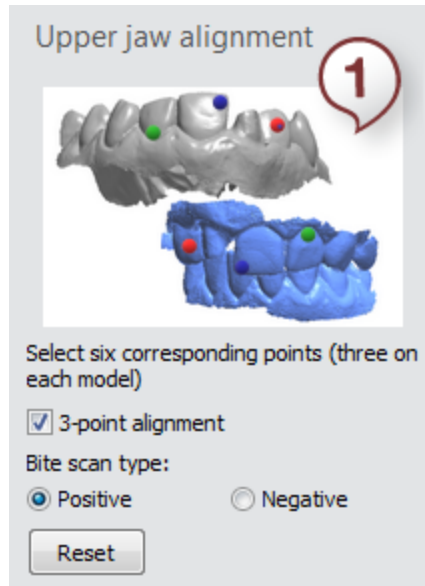 Upper jaw alignment
1
Select six corresponding points (three on
each model)
3-point alignment
Bite scan type:
Positive
Negative
Reset